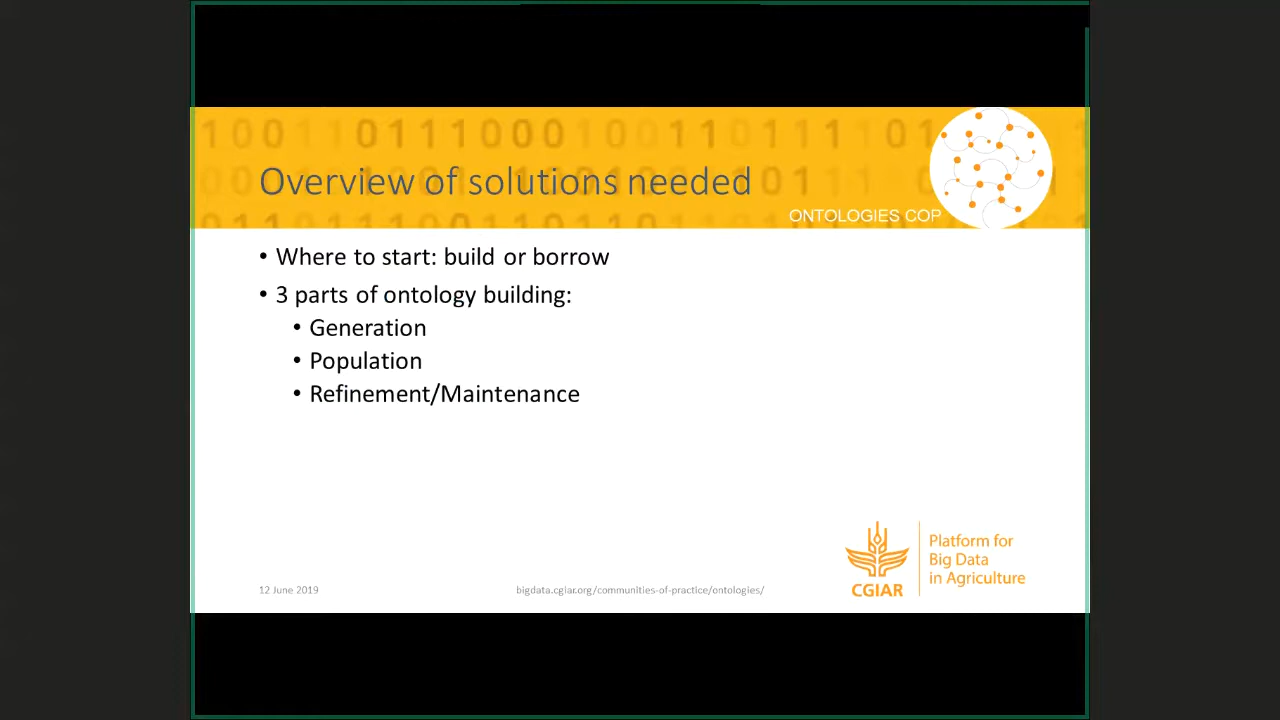 Overview of solutions needed
ONTOLOGIES COP
• Where to start: build or borrow
• 3 parts of ontology building:
• Generation
• Population
• Refinement/Maintenance
CGIAR
Platform for
Big Data
in Agriculture
12 June 2019
bigdata.cgiar.org/communities-of-practice/ontologies/